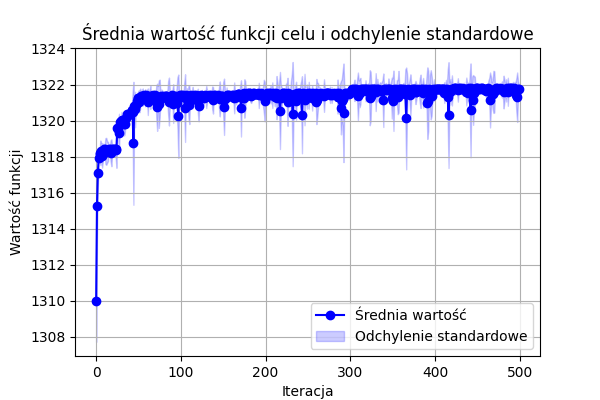 Średnia wartość funkcji celu i odchylenie standardowe
1324
1322
1320
1318
1316
1314
1312
1310
1308
Wartość funkcji
Średnia wartość
Odchylenie standardowe
0 100 200 300 400 500
Iteracja